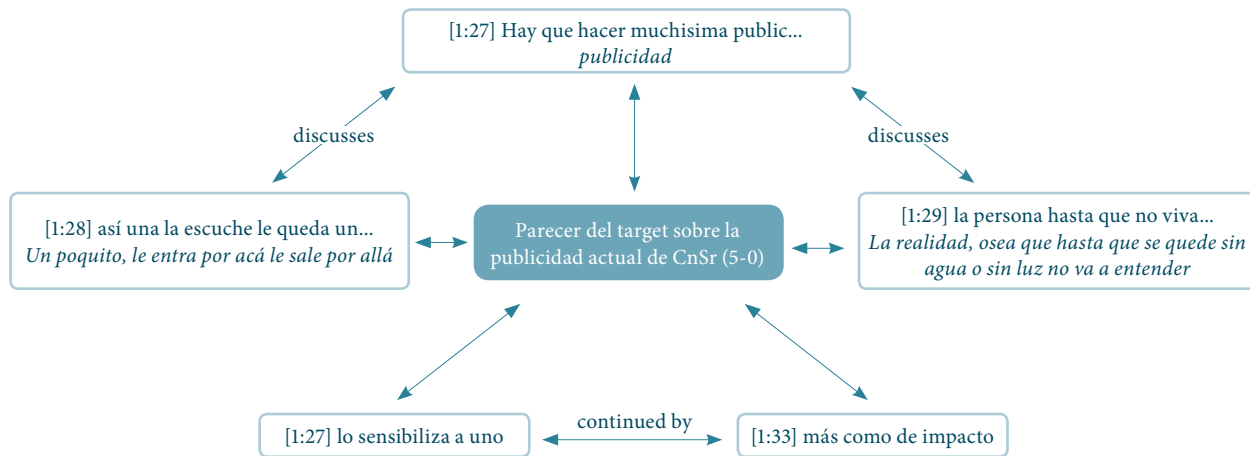 [1:27] Hay que hacer muchisima public...
publicidad
discusses
discusses
[1:28] así una la escuche le queda un...
Un poquito, le entra por acá le sale por allá
Parecer del target sobre la
publicidad actual de CnSr (5-0)
[1:29] la persona hasta que no viva...
La realidad, osea que hasta que se quede sin
agua o sin luz no va a entender
[1:27] lo sensibiliza a uno
continued by
[1:33] más como de impacto